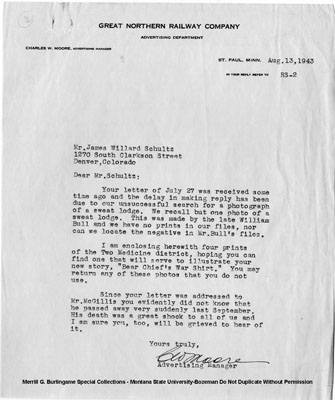 GREAT NORTHERN RAILWAY COMPANY
ADVERTISING DEPARTMENT
CHARLES W. MOORE, ADVERTISING MANAGER
ST. PAUL, MINN. Aug.13,1943
IN YOUR REPLY REFER TO RS-2
Mr.James Willard Schultz
1270 South Clarkson Street
Denver,Colorado
Dear Mr.Schultz:
Your letter of July 27 was received some
time ago and the delay in making reply has been
due to our unsuccessful search for a photograph
of a sweat lodge. We recall but one photo of a
sweat lodge. This was made by the late William
Bull and we have no prints in our files, nor
can we locate the negative in Mr.Bull's files.
I am enclosing herewith four prints
of the Two Medicine district, hoping you can
find one that will serve to illustrate your
new story, "Bear Chief's War Shirt." You may
return any of these photos that you do not
use.
Since your letter was addressed to
Mr.McGillis you evidently did not know that
he passed away very suddenly last September.
His death was a great shock to all of us and
I am sure you, too, will be grieved to hear of
it.
Yours truly,
CWMoore
Advertising Manager
Merrill G. Burlingame Special Collections - Montana State University-Bozeman Do Not Duplicate Without Permission